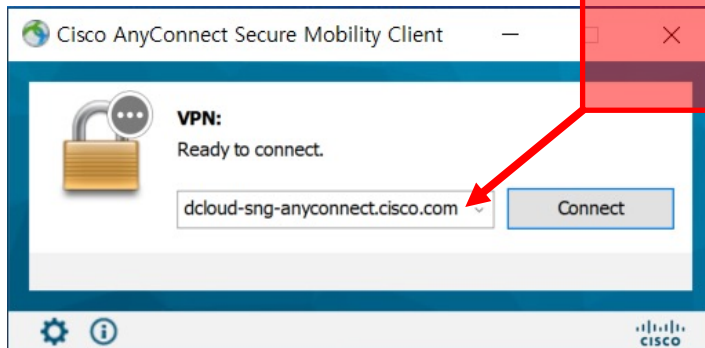 Cisco AnyConnect Secure Mobility Client
VPN:
Ready to connect.
dcloud-sng-anyconnect.cisco.com
Connect
CISCO